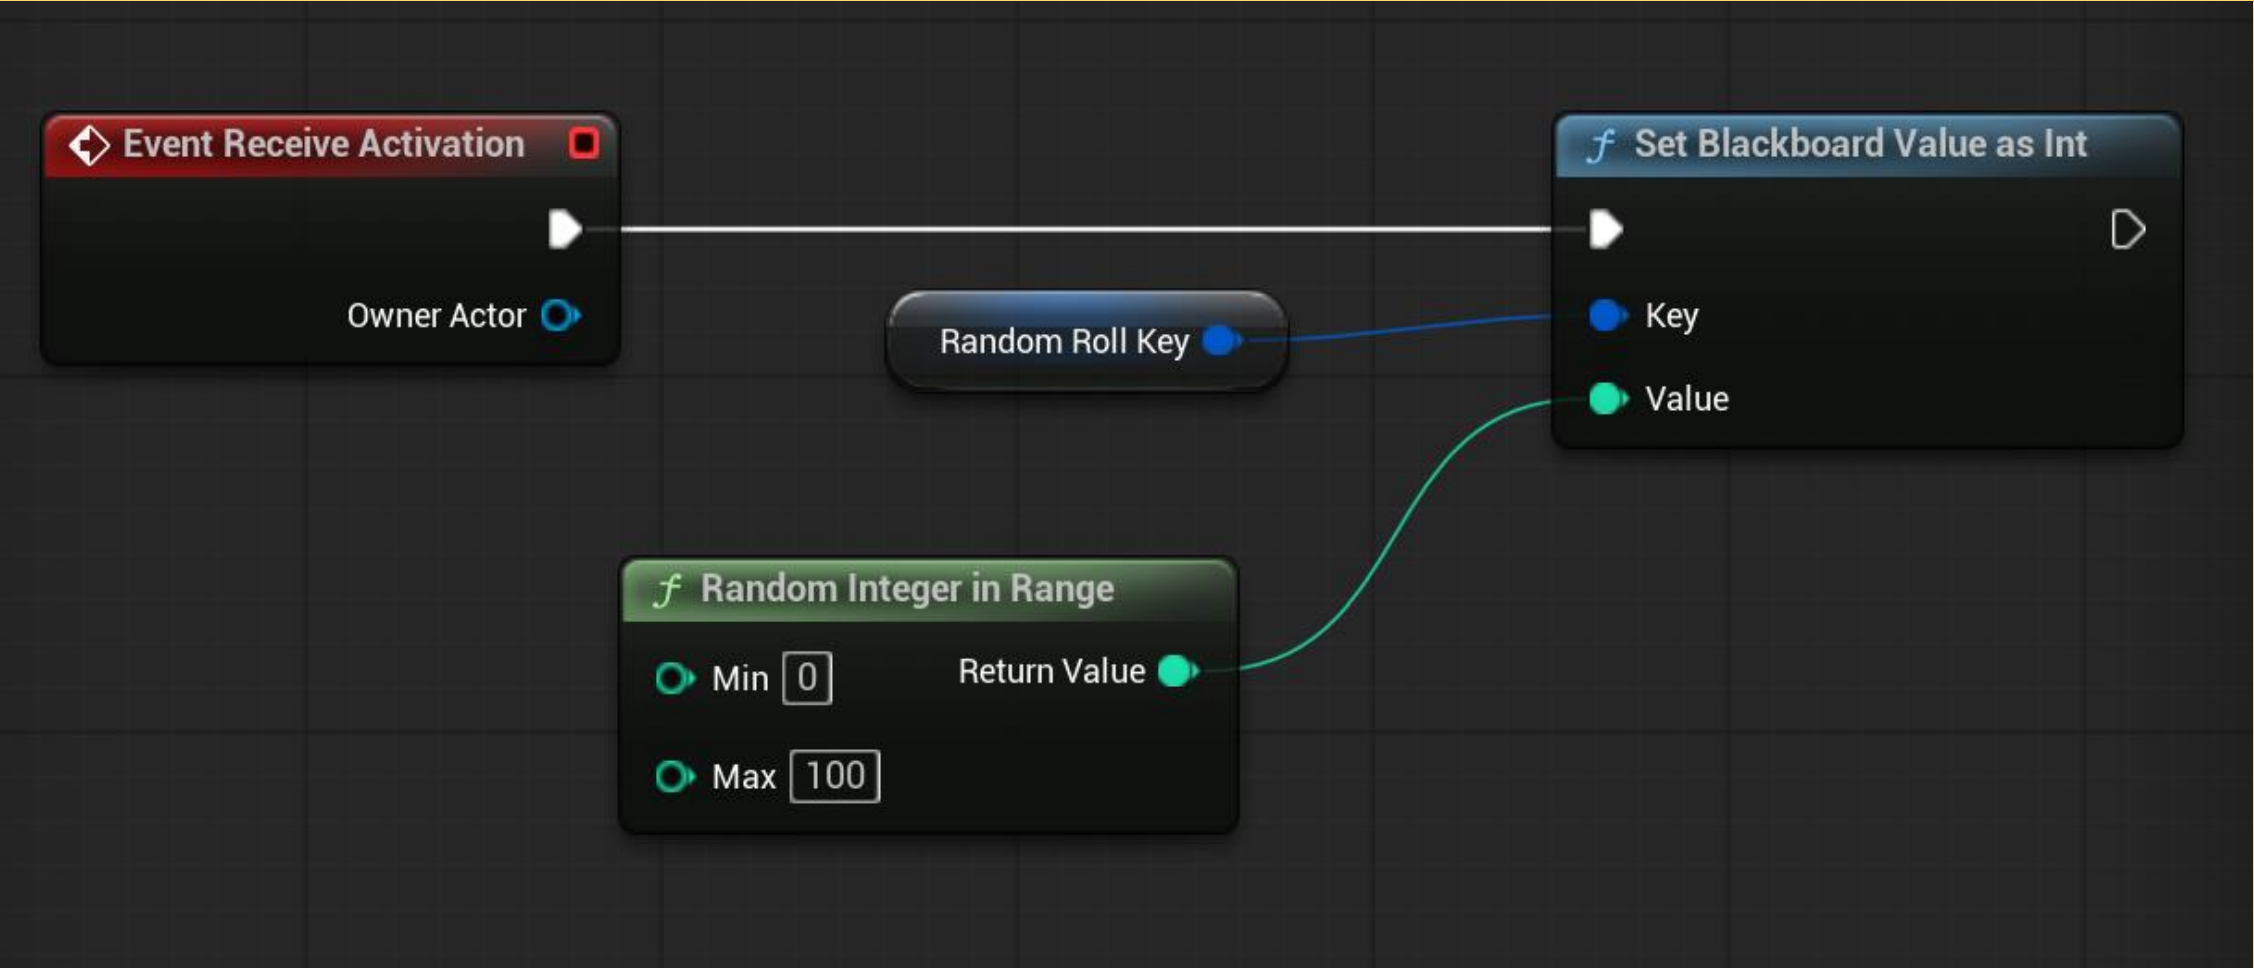 Event Receive Activation
Owner Actor
Random Roll Key
Set Blackboard Value as Int
Key
Value
Random Integer in Range
Min 0
Return Value
Max 100